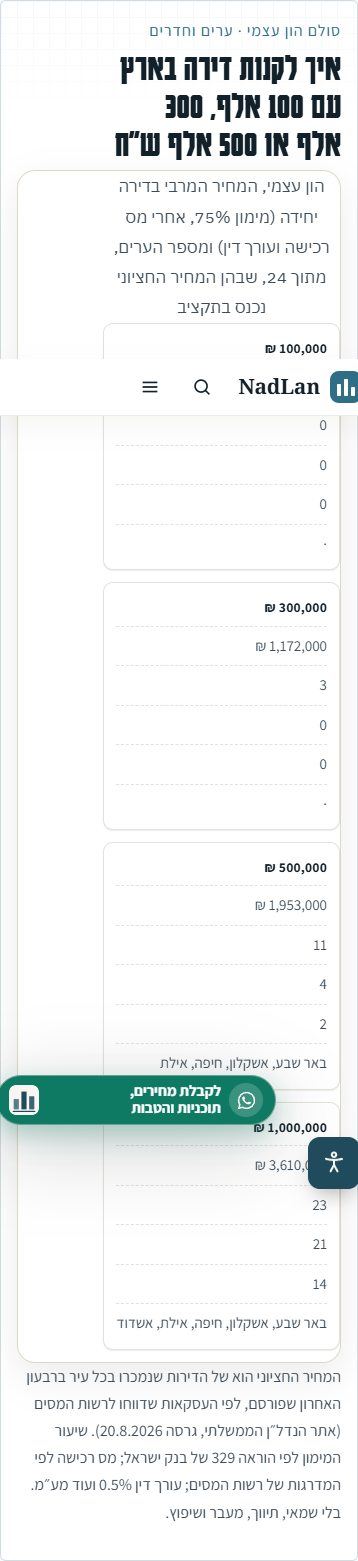 סולם הון עצמי · ערים וחדרים
איך לקנות דירה בארץ
עם 100 אלף, 300
אלף או 500 אלף ש״ח
הון עצמי, המחיר המרבי בדירה
יחידה (מימון 75%, אחרי מס
רכישה ועורך דין) ומספר הערים,
מתוך 24, שבהן המחיר החציוני
נכנס בתקציב
100,000 ₪
NadLan
0
0
0
.
300,000 ₪
1,172,000 ₪
3
0
0
.
500,000 ₪
1,953,000 ₪
11
4
2
באר שבע, אשקלון, חיפה, אילת
לקבלת מחירים,
תוכניות והטבות
1,000,000 ₪
23
21
14
באר שבע, אשקלון, חיפה, אילת, אשדוד
המחיר החציוני הוא של הדירות שנמכרו בכל עיר ברבעון
האחרון שפורסם, לפי העסקאות שדווחו לרשות המסים
(אתר הנדל״ן הממשלתי, גרסה 20.8.2026). שיעור
המימון לפי הוראה 329 של בנק ישראל; מס רכישה לפי
המדרגות של רשות המסים; עורך דין 0.5% ועוד מע״מ.
בלי שמאי, תיווך, מעבר ושיפוץ.